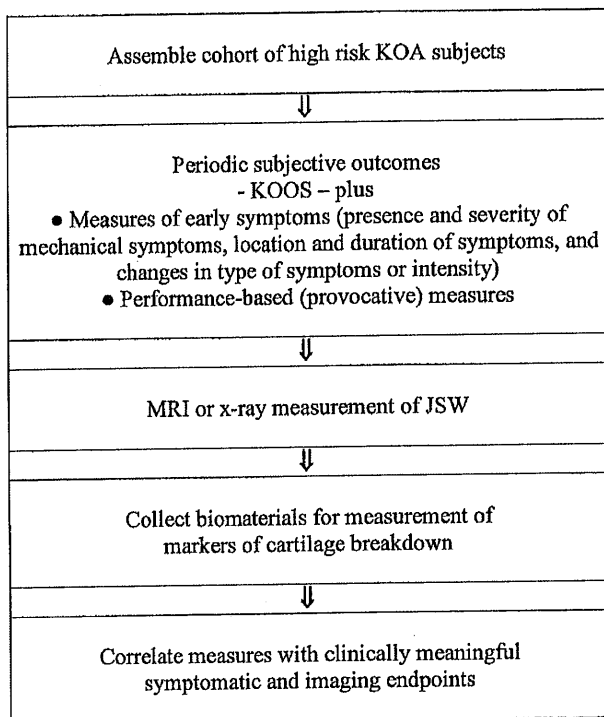 Assemble cohort of high risk KOA subjects
⇓
Periodic subjective outcomes
- KOOS – plus
● Measures of early symptoms (presence and severity of
mechanical symptoms, location and duration of symptoms, and
changes in type of symptoms or intensity)
● Performance-based (provocative) measures
⇓
MRI or x-ray measurement of JSW
⇓
Collect biomaterials for measurement of
markers of cartilage breakdown
⇓
Correlate measures with clinically meaningful
symptomatic and imaging endpoints